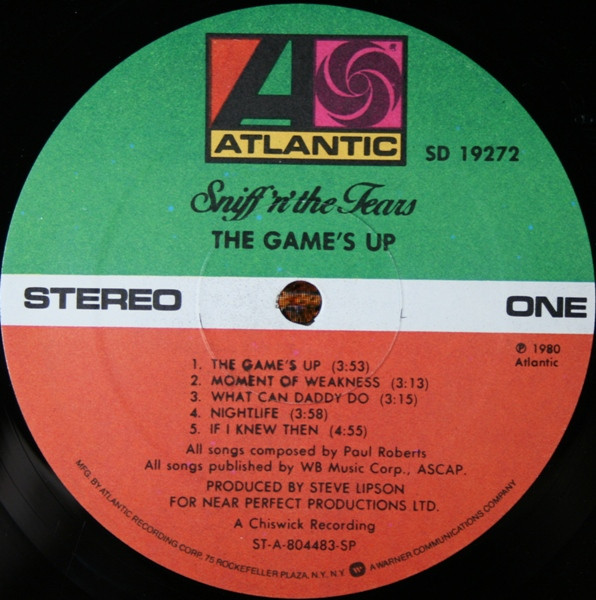 ATLANTIC
SD 19272
Sniff 'n' the Tears
THE GAME'S UP
STEREO
ONE
℗ 1980
Atlantic
1. THE GAME'S UP (3:53)
2. MOMENT OF WEAKNESS (3:13)
3. WHAT CAN DADDY DO (3:15)
4. NIGHTLIFE (3:58)
5. IF I KNEW THEN (4:55)
All songs composed by Paul Roberts
All songs published by WB Music Corp., ASCAP.
PRODUCED BY STEVE LIPSON
FOR NEAR PERFECT PRODUCTIONS LTD.
A Chiswick Recording
ST-A-804483-SP
MFG. BY ATLANTIC RECORDING CORP. 75 ROCKEFELLER PLAZA, N.Y. N.Y. A WARNER COMMUNICATIONS COMPANY